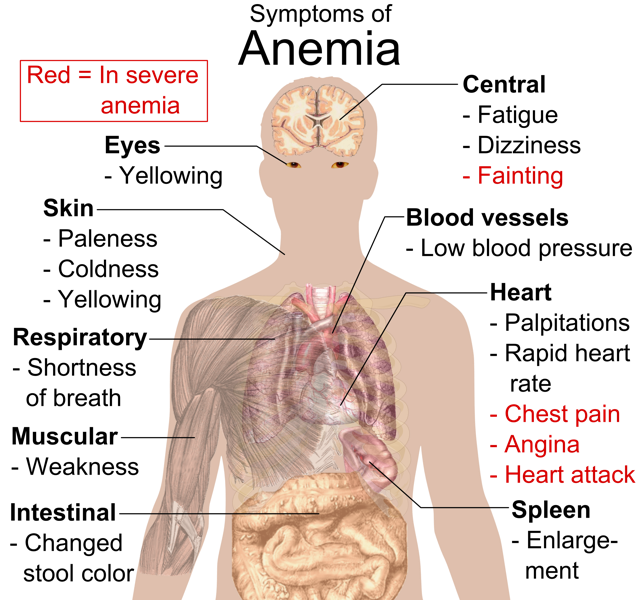 Symptoms of
Anemia
Red = In severe
anemia
Central
- Fatigue
- Dizziness
- Fainting
Eyes
- Yellowing
Skin
- Paleness
- Coldness
- Yellowing
Blood vessels
- Low blood pressure
Heart
- Palpitations
- Rapid heart
rate
- Chest pain
- Angina
- Heart attack
Respiratory
- Shortness
of breath
Muscular
- Weakness
Intestinal
- Changed
stool color
Spleen
- Enlarge-
ment